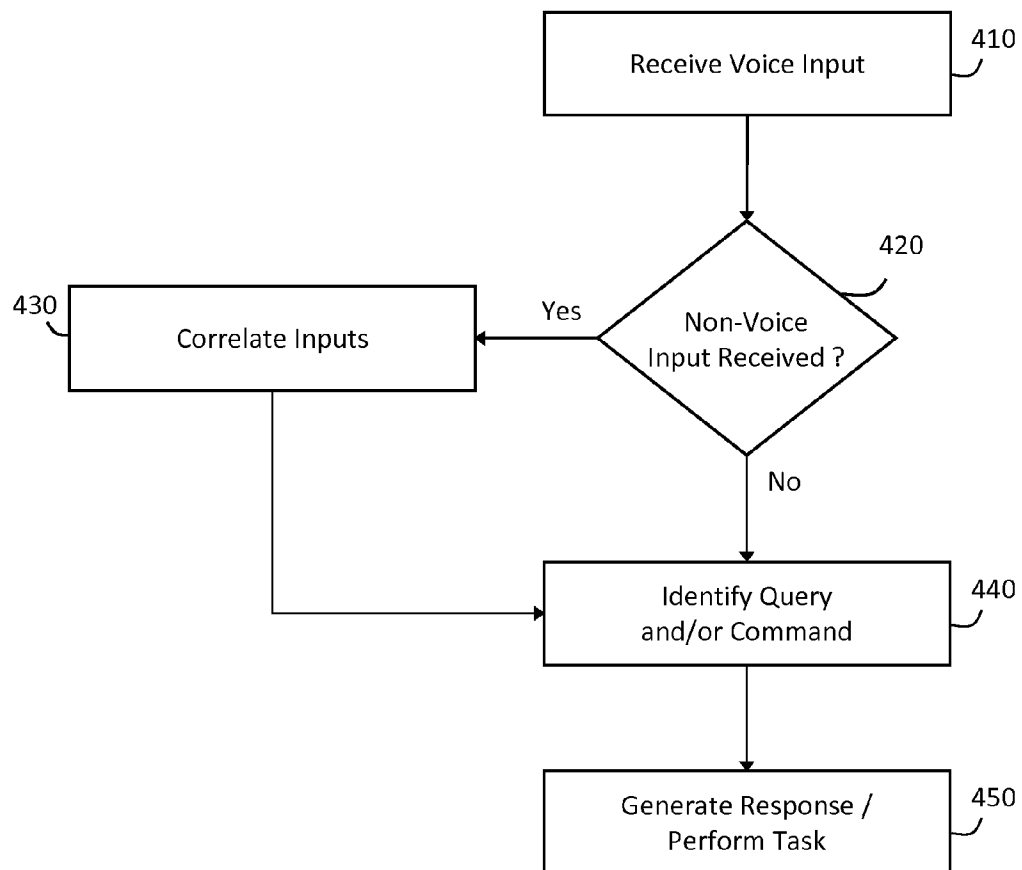 Receive Voice Input
410
420
Non-Voice
Input Received ?
Yes
430
Correlate Inputs
No
Identify Query
and/or Command
440
Generate Response /
Perform Task
450